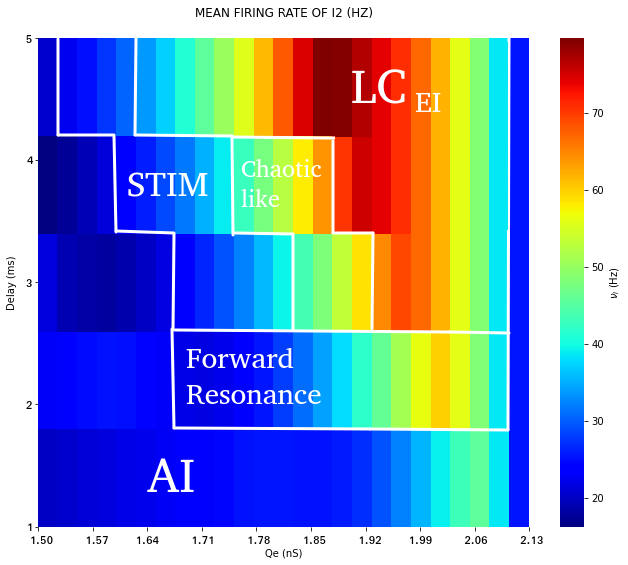 MEAN FIRING RATE OF I2 (HZ)
5
4
3
2
1
Delay (ms)
LC EI
STIM
Chaotic
like
Forward
Resonance
AI
1.50 1.57 1.64 1.71 1.78 1.85 1.92 1.99 2.06 2.13
Qe (nS)
70
60
50
40
30
20
νI (Hz)